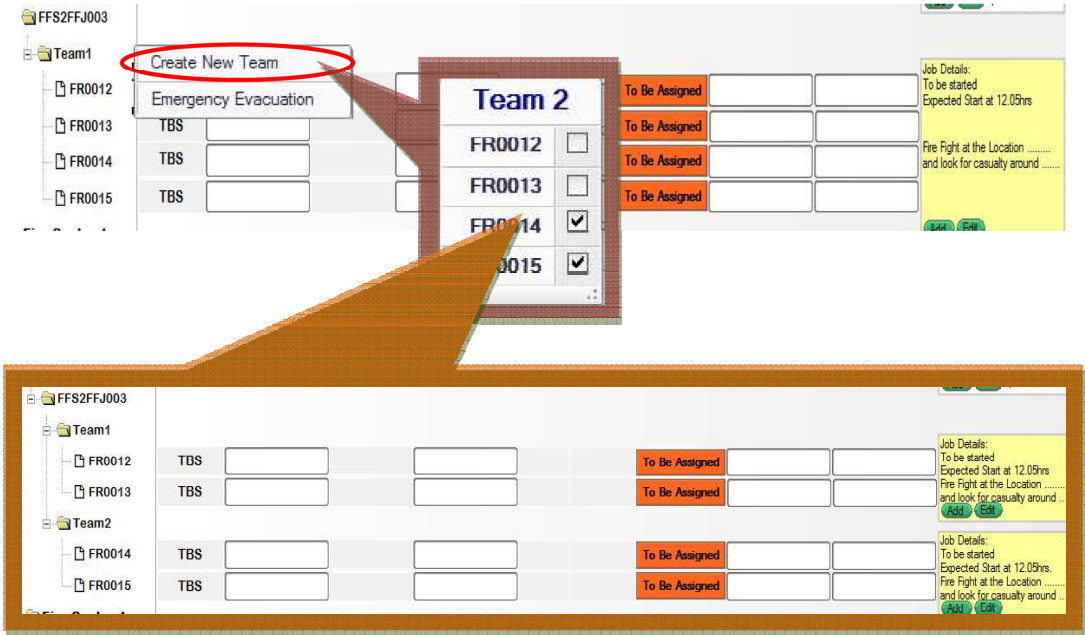 FFS2FFJ003
Team1
Create New Team
Emergency Evacuation
FR0012
FR0013 TBS
FR0014 TBS
FR0015 TBS
Team 2
FR0012
FR0013
FR0014
0015
To Be Assigned
To Be Assigned
To Be Assigned
To Be Assigned
Job Details:
To be started
Expected Start at 12.05hrs
Fire Fight at the Location .........
and look for casualty around ......
Add Edit
FFS2FFJ003
Team1
FR0012 TBS To Be Assigned
FR0013 TBS To Be Assigned
Job Details:
To be started
Expected Start at 12.05hrs
Fire Fight at the Location ........
and look for casualty around ..
Add Edit
Team2
FR0014 TBS To Be Assigned
FR0015 TBS To Be Assigned
Job Details:
To be started
Expected Start at 12.05hrs.
Fire Fight at the Location ........
and look for casualty around ..
Add Edit